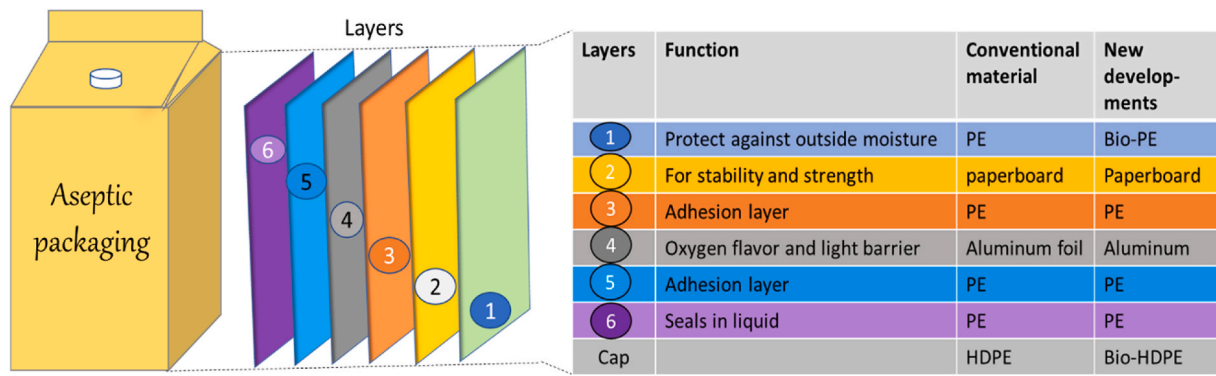 Layers
Aseptic
packaging
6
5
4
3
2
1
Layers Function Conventional material New develop-ments
1 Protect against outside moisture PE Bio-PE
2 For stability and strength paperboard Paperboard
3 Adhesion layer PE PE
4 Oxygen flavor and light barrier Aluminum foil Aluminum
5 Adhesion layer PE PE
6 Seals in liquid PE PE
Cap HDPE Bio-HDPE